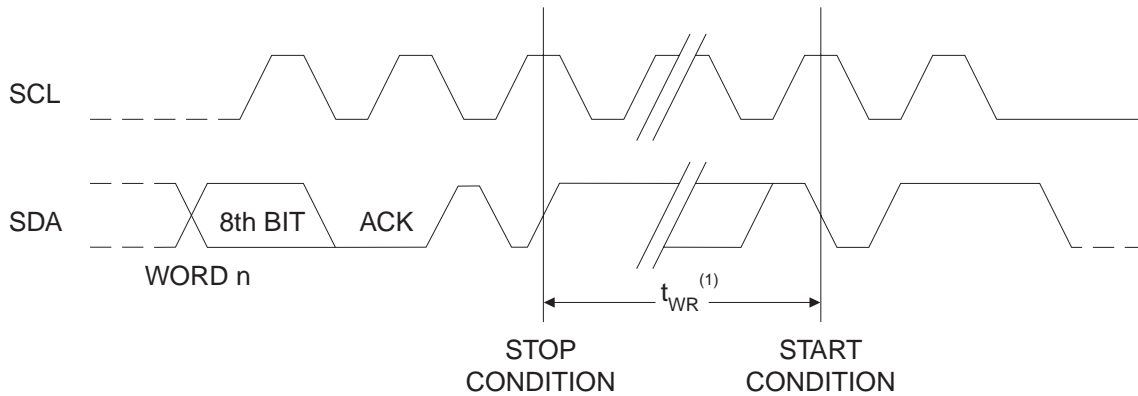 SCL
SDA
8th BIT
ACK
WORD n
tWR(1)
STOP
CONDITION
START
CONDITION